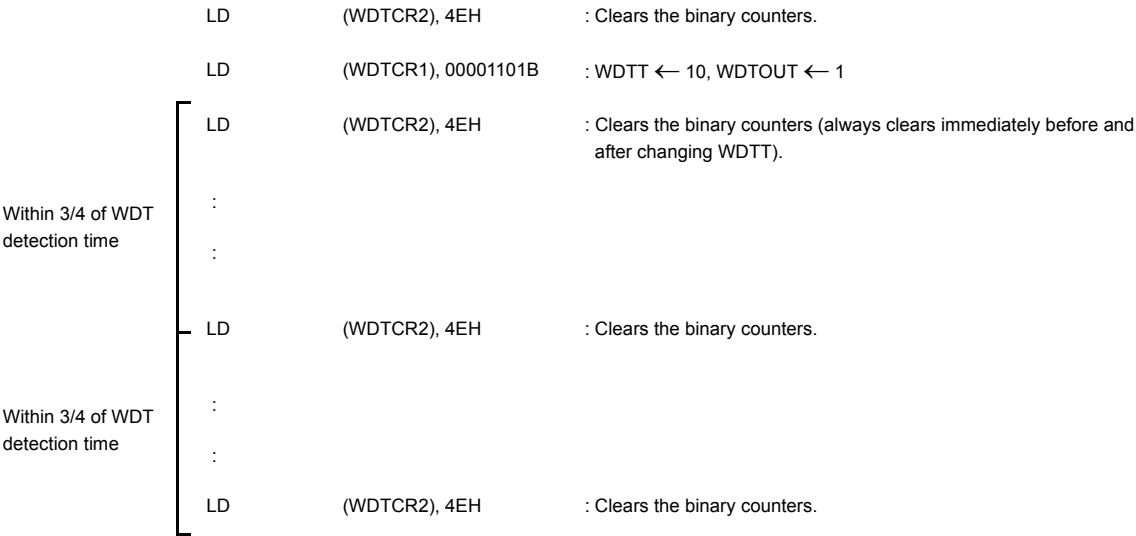 LD (WDTCR2), 4EH : Clears the binary counters.
LD (WDTCR1), 00001101B : WDTT ← 10, WDTOUT ← 1
LD (WDTCR2), 4EH : Clears the binary counters (always clears immediately before and
after changing WDTT).
Within 3/4 of WDT
detection time
:
:
LD (WDTCR2), 4EH : Clears the binary counters.
Within 3/4 of WDT
detection time
:
:
LD (WDTCR2), 4EH : Clears the binary counters.